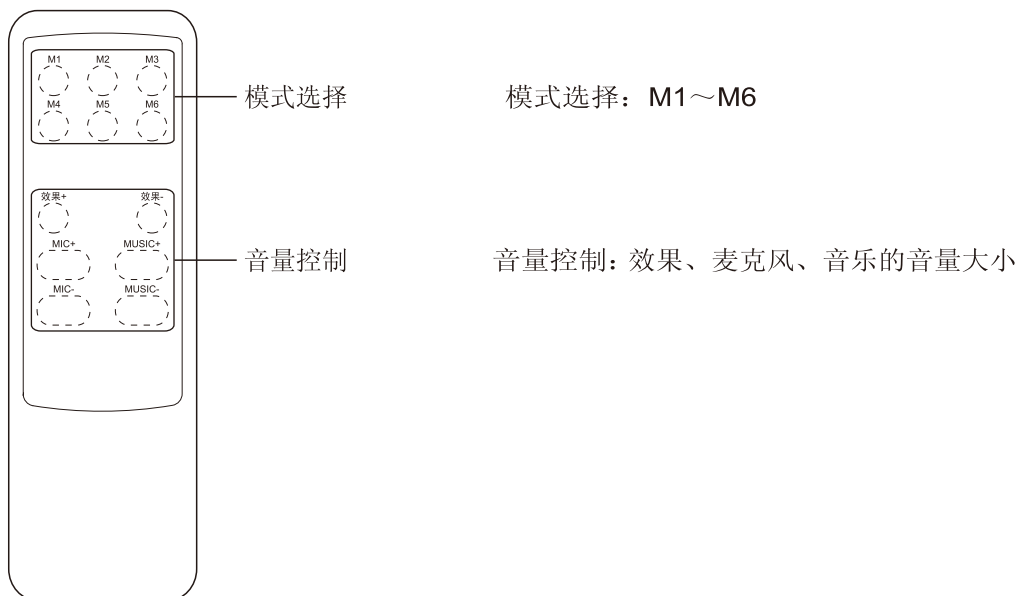 M1 M2 M3
M4 M5 M6
模式选择
模式选择：M1～M6
效果+ 效果-
MIC+ MUSIC+
MIC- MUSIC-
音量控制
音量控制：效果、麦克风、音乐的音量大小